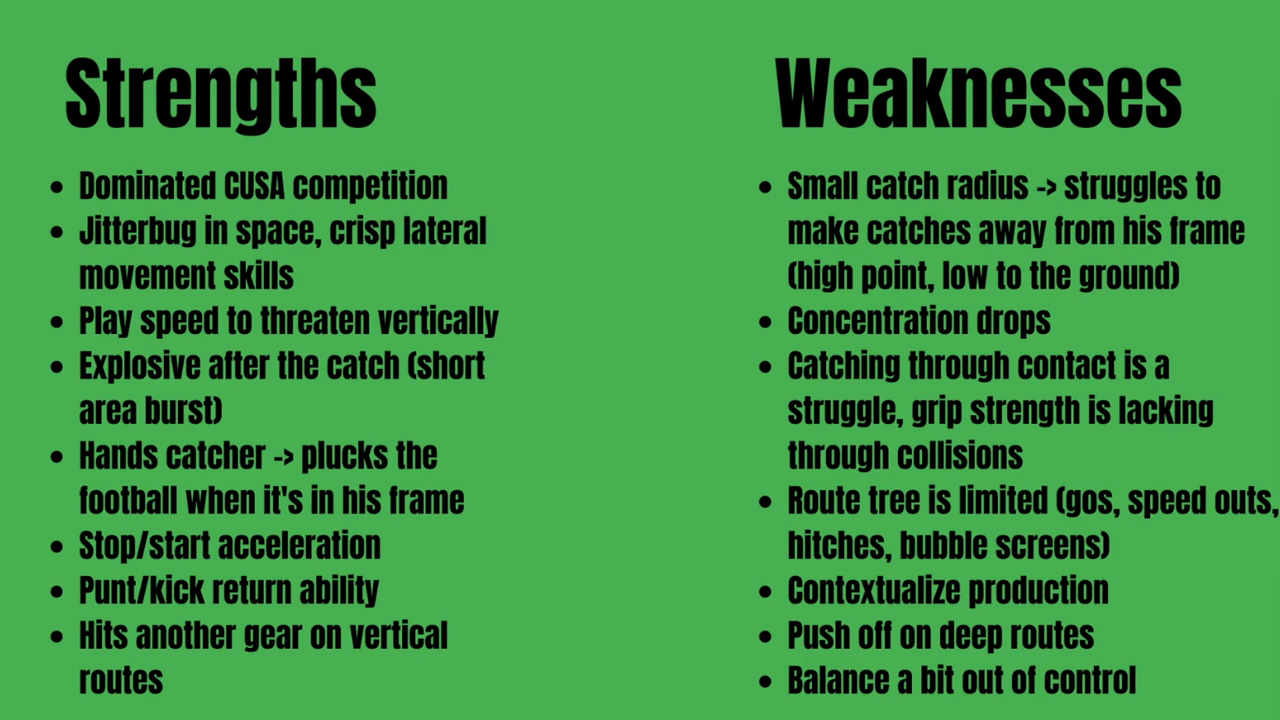 Strengths
• Dominated CUSA competition
• Jitterbug in space, crisp lateral
movement skills
• Play speed to threaten vertically
• Explosive after the catch (short
area burst)
• Hands catcher -> plucks the
football when it's in his frame
• Stop/start acceleration
• Punt/kick return ability
• Hits another gear on vertical
routes
Weaknesses
• Small catch radius -> struggles to
make catches away from his frame
(high point, low to the ground)
• Concentration drops
• Catching through contact is a
struggle, grip strength is lacking
through collisions
• Route tree is limited (gos, speed outs,
hitches, bubble screens)
• Contextualize production
• Push off on deep routes
• Balance a bit out of control